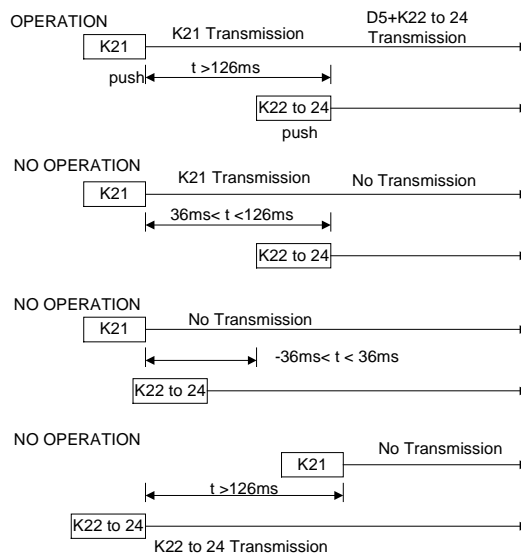 OPERATION
K21
K21 Transmission
D5+K22 to 24
Transmission
push
t >126ms
K22 to 24
push
NO OPERATION
K21
K21 Transmission
No Transmission
36ms< t <126ms
K22 to 24
NO OPERATION
K21
No Transmission
-36ms< t < 36ms
K22 to 24
NO OPERATION
K21
No Transmission
t >126ms
K22 to 24
K22 to 24 Transmission